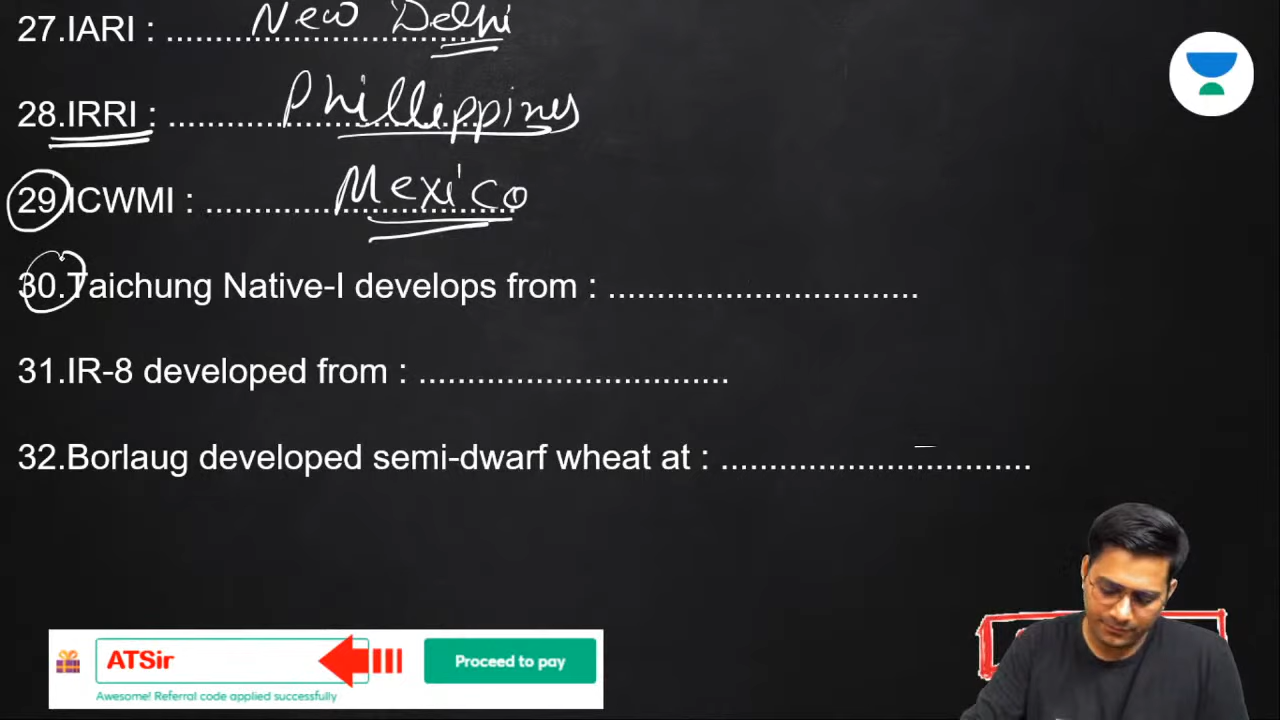 27.IARI : ................................. New Delhi
28.IRRI : ................................. Phillippines
29.ICWMI : ................................. Mexico
30.Taichung Native-I develops from : ................................
31.IR-8 developed from : ................................
32.Borlaug developed semi-dwarf wheat at : ................................
ATSir
Proceed to pay
Awesome! Referral code applied successfully